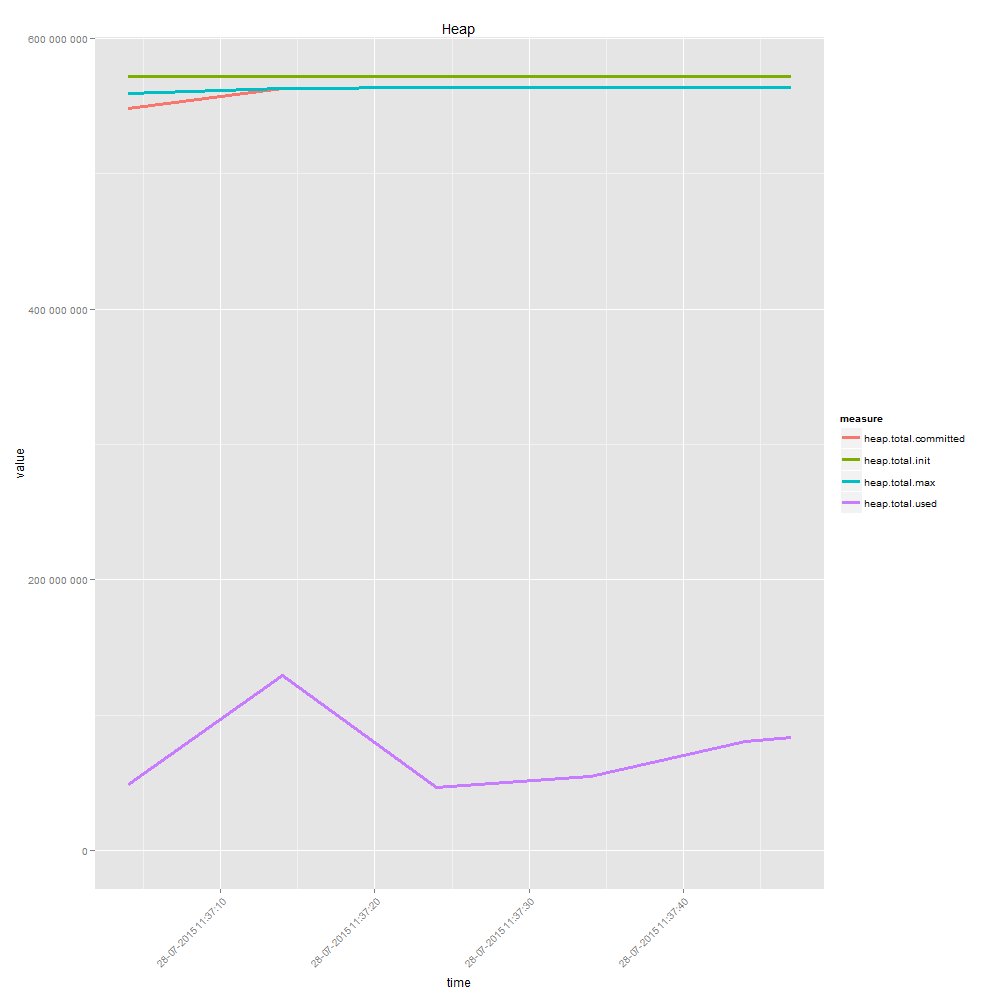 Heap
600 000 000
400 000 000
200 000 000
0
value
28-07-2015 11:37:10
28-07-2015 11:37:20
28-07-2015 11:37:30
28-07-2015 11:37:40
time
measure
heap.total.committed
heap.total.init
heap.total.max
heap.total.used